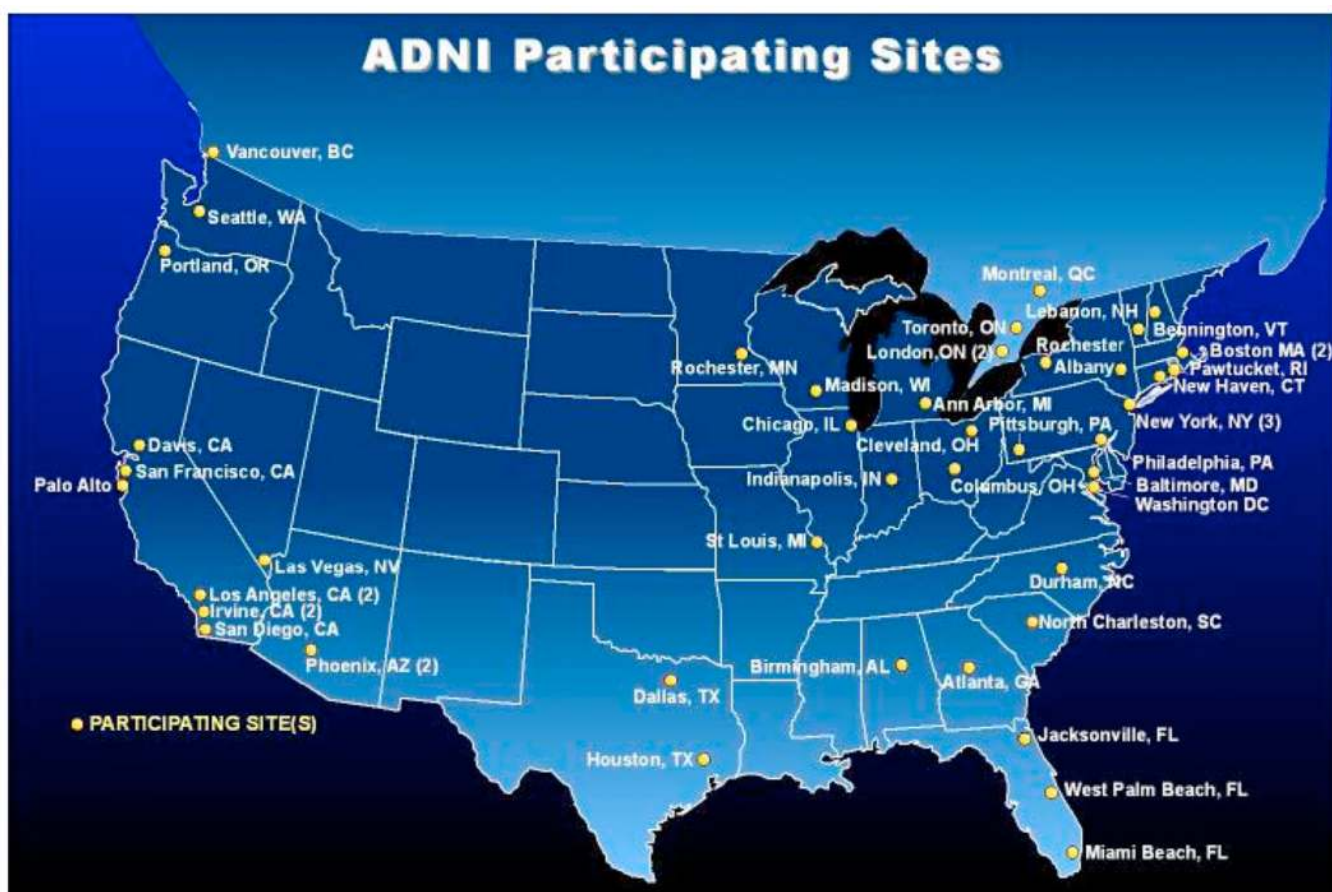 ADNI Participating Sites
Vancouver, BC
Seattle, WA
Portland, OR
Montreal, QC
Lebanon, NH
Toronto, ON
Bennington, VT
Rochester
London,ON (2)
Boston MA (2)
Rochester, MN
Albany
Pawtucket, RI
Madison, WI
New Haven, CT
Ann Arbor, MI
Chicago, IL
Pittsburgh, PA
New York, NY (3)
Davis, CA
Cleveland, OH
San Francisco, CA
Philadelphia, PA
Palo Alto
Indianapolis, IN
Columbus, OH
Baltimore, MD
Washington DC
St Louis, MI
Las Vegas, NV
Durham, NC
Los Angeles, CA (2)
Irvine, CA (2)
San Diego, CA
North Charleston, SC
Phoenix, AZ (2)
Birmingham, AL
Atlanta, GA
Dallas, TX
PARTICIPATING SITE(S)
Jacksonville, FL
Houston, TX
West Palm Beach, FL
Miami Beach, FL